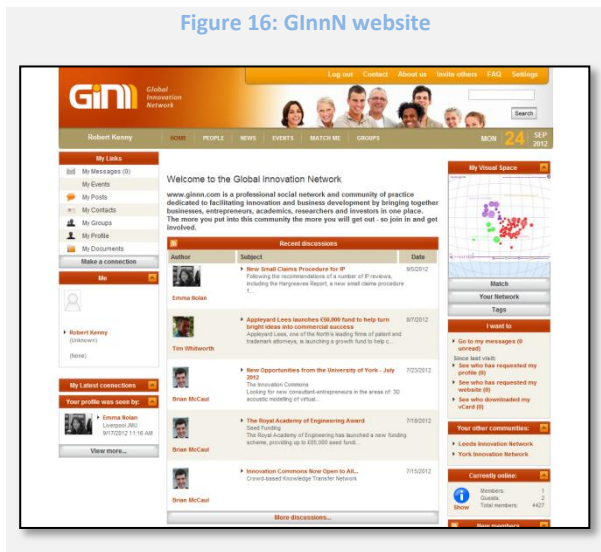 Figure 16: GInnN website
Log out Contact About us Invite others FAQ Settings
Ginn
Global
Innovation
Network
Search
Robert Kenny
HOME PEOPLE NEWS EVENTS MATCH ME GROUPS
MON 24 SEP
2012
My Links
My Messages (0)
My Events
My Posts
My Contacts
My Groups
My Profile
My Documents
Make a connection
Me
Robert Kenny
(Unknown)
(None)
My Latest connections
Your profile was seen by:
Emma Nolan
Liverpool JMU
9/17/2012 11:16 AM
View more...
Welcome to the Global Innovation Network
www.ginnn.com is a professional social network and community of practice
dedicated to facilitating innovation and business development by bringing together
businesses, entrepreneurs, academics, researchers and investors in one place.
The more you put into this community the more you will get out - so join in and get
involved.
Recent discussions
Author Subject Date
New Small Claims Procedure for IP 9/5/2012
Following the recommendations of a number of IP reviews,
including the Hargreaves Report, a new small claims procedure
f...
Emma Nolan
Appleyard Lees launches €50,000 fund to help turn 8/7/2012
bright ideas into commercial success
Appleyard Lees, one of the North's leading firms of patent and
trademark attorneys, is launching a growth fund to help c...
Tim Whitworth
New Opportunities from the University of York - July 7/23/2012
2012
The Innovation Commons
Looking for new consultant-entrepreneurs in the areas of: 3D
acoustic modelling of virtual...
Brian McCaul
The Royal Academy of Engineering Award 7/18/2012
Seed Funding
The Royal Academy of Engineering has launched a new funding
scheme, providing up to £85,000 seed fundi...
Brian McCaul
Innovation Commons Now Open to All... 7/15/2012
Crowd-based Knowledge Transfer Network
Brian McCaul
More discussions...
My Visual Space
Match
Your Network
Tags
I want to
Go to my messages (0
unread)
Since last visit:
See who has requested my
profile (0)
See who has requested my
website (0)
See who downloaded my
vCard (0)
Your other communities:
Leeds Innovation Network
York Innovation Network
Currently online:
Members: 1
Guests: 2
Total members: 4427
Show
New members